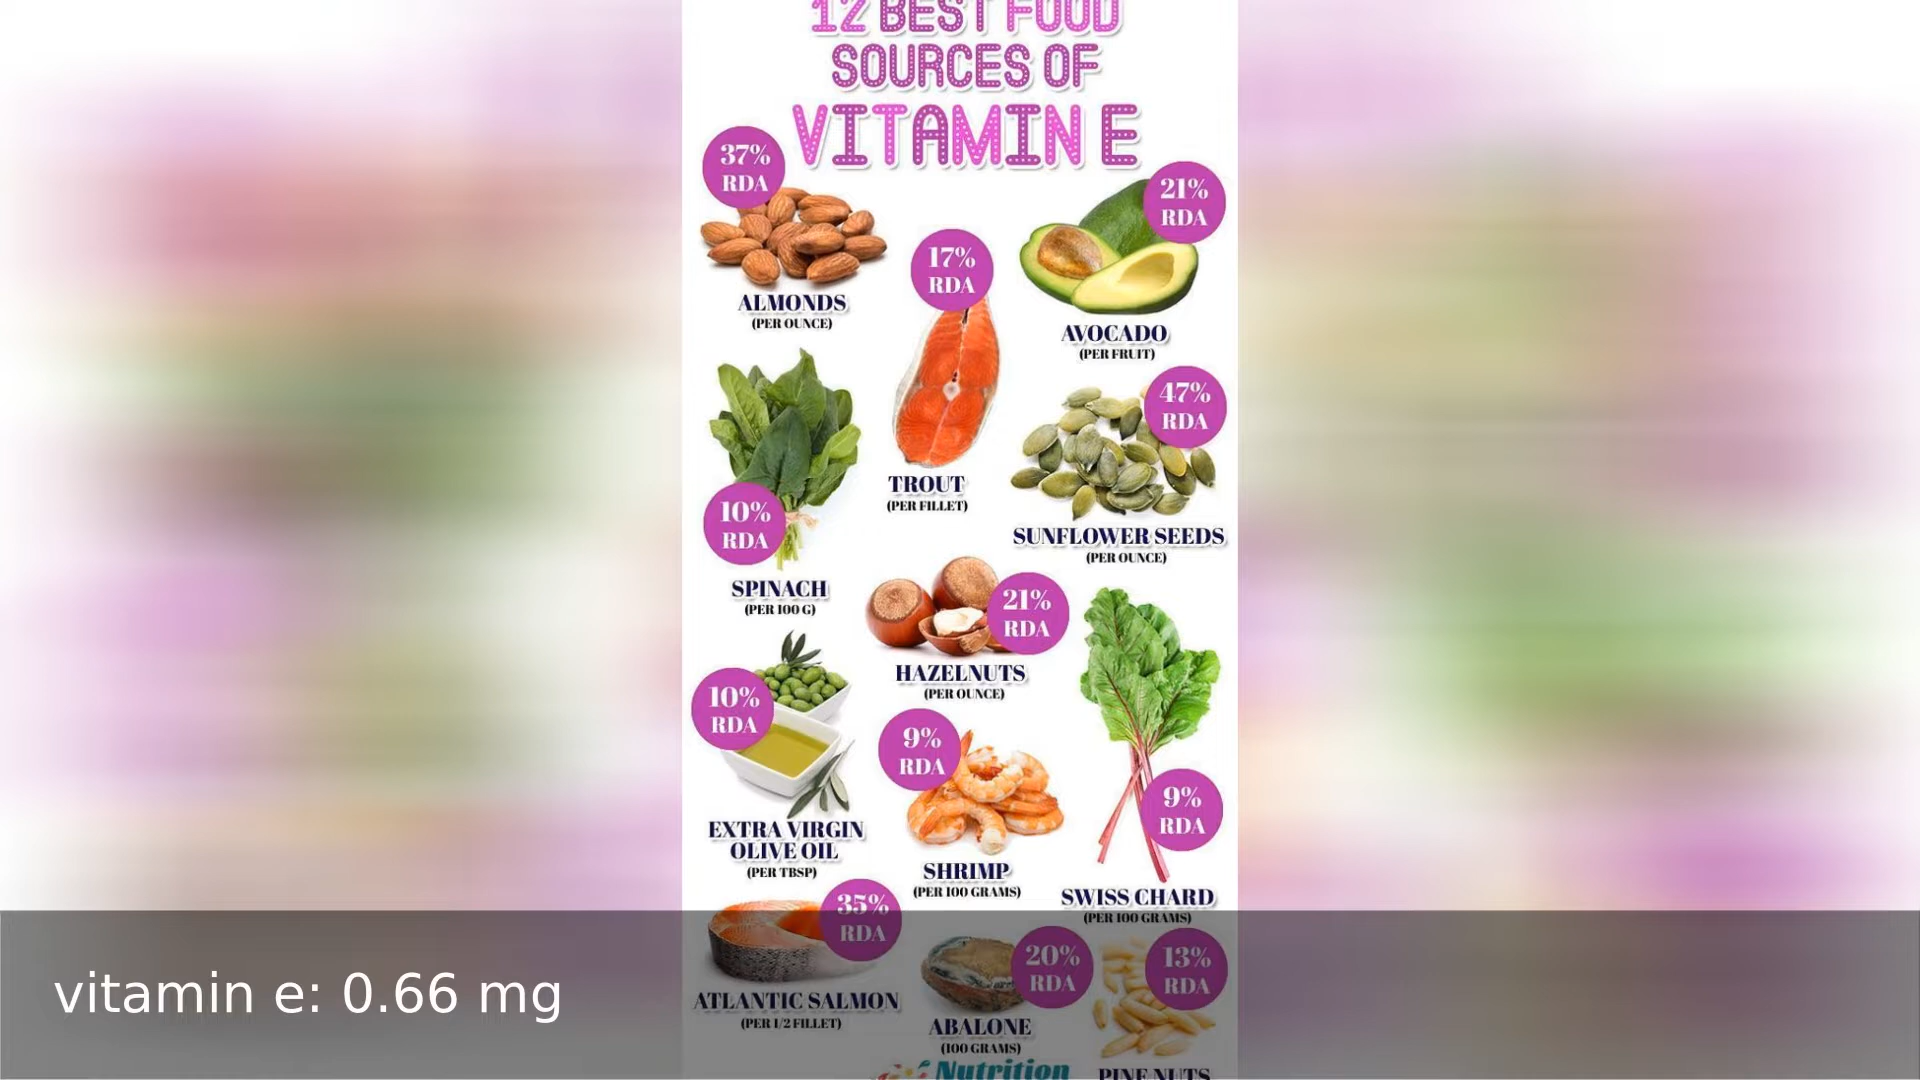 12 BEST FOOD
SOURCES OF
VITAMIN E
37%
RDA
ALMONDS
(PER OUNCE)
17%
RDA
TROUT
(PER FILLET)
21%
RDA
AVOCADO
(PER FRUIT)
10%
RDA
SPINACH
(PER 100 G)
47%
RDA
SUNFLOWER SEEDS
(PER OUNCE)
21%
RDA
HAZELNUTS
(PER OUNCE)
10%
RDA
EXTRA VIRGIN
OLIVE OIL
(PER TBSP)
9%
RDA
SHRIMP
(PER 100 GRAMS)
9%
RDA
SWISS CHARD
(PER 100 GRAMS)
35%
RDA
ATLANTIC SALMON
(PER 1/2 FILLET)
20%
RDA
ABALONE
(100 GRAMS)
13%
RDA
PINE NUTS
Nutrition
vitamin e: 0.66 mg